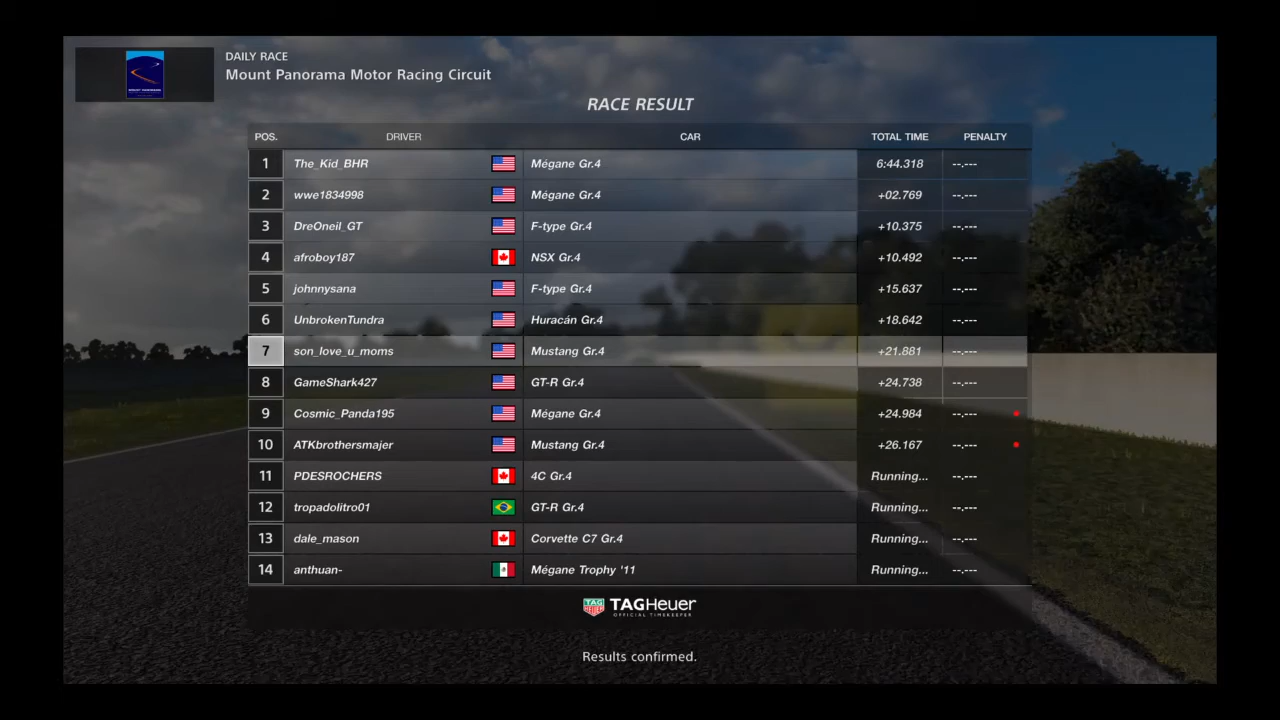 DAILY RACE
Mount Panorama Motor Racing Circuit
RACE RESULT
POS. DRIVER CAR TOTAL TIME PENALTY
1 The_Kid_BHR Mégane Gr.4 6:44.318 --.---
2 wwe1834998 Mégane Gr.4 +02.769 --.---
3 DreOneil_GT F-type Gr.4 +10.375 --.---
4 afroboy187 NSX Gr.4 +10.492 --.---
5 johnnysana F-type Gr.4 +15.637 --.---
6 UnbrokenTundra Huracán Gr.4 +18.642 --.---
7 son_love_u_moms Mustang Gr.4 +21.881 --.---
8 GameShark427 GT-R Gr.4 +24.738 --.---
9 Cosmic_Panda195 Mégane Gr.4 +24.984 --.---
10 ATKbrothersmajer Mustang Gr.4 +26.167 --.---
11 PDESROCHERS 4C Gr.4 Running... --.---
12 tropadolitro01 GT-R Gr.4 Running... --.---
13 dale_mason Corvette C7 Gr.4 Running... --.---
14 anthuan- Mégane Trophy '11 Running... --.---
TAG HEUER TAGHeuer
OFFICIAL TIMEKEEPER
Results confirmed.